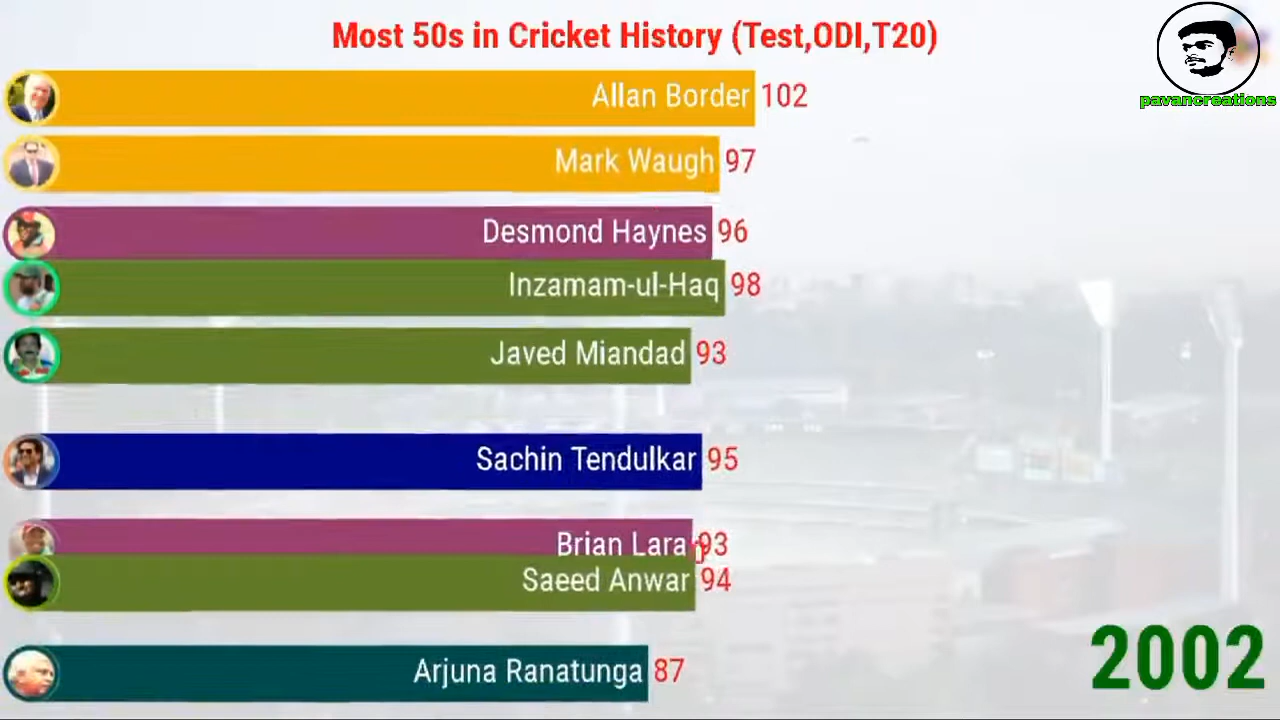 Most 50s in Cricket History (Test,ODI,T20)
pavancreations
Allan Border 102
Mark Waugh 97
Desmond Haynes 96
Inzamam-ul-Haq 98
Javed Miandad 93
Sachin Tendulkar 95
Brian Lara 93
Saeed Anwar 94
Arjuna Ranatunga 87
2002